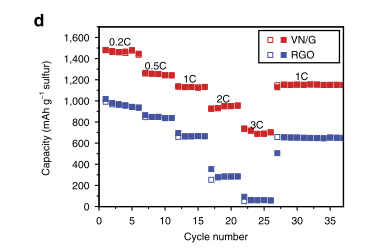 d
1,600
1,400
1,200
1,000
800
600
400
200
0
Capacity (mAh g⁻¹ sulfur)
0.2C
0.5C
1C
2C
3C
1C
VN/G
RGO
0 5 10 15 20 25 30 35
Cycle number